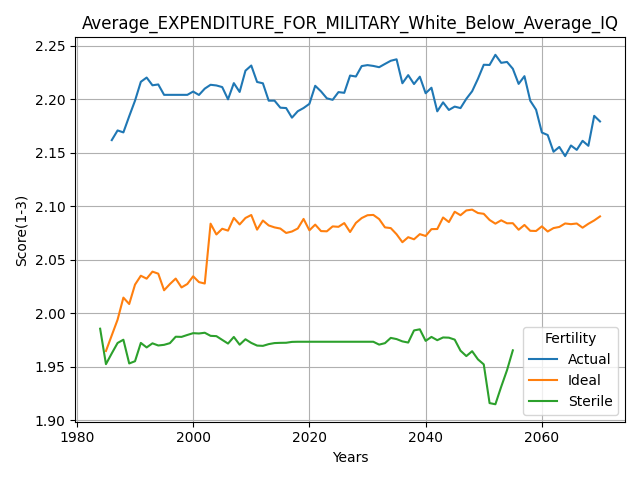 Average_EXPENDITURE_FOR_MILITARY_White_Below_Average_IQ
2.25
2.20
2.15
2.10
2.05
2.00
1.95
1.90
Score(1-3)
Fertility
Actual
Ideal
Sterile
1980 2000 2020 2040 2060
Years